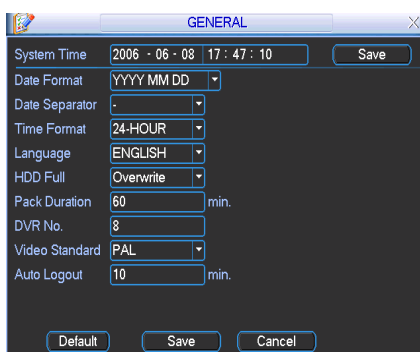 GENERAL
System Time 2006 - 06 - 08 17 : 47 : 10 Save
Date Format YYYY MM DD
Date Separator -
Time Format 24-HOUR
Language ENGLISH
HDD Full Overwrite
Pack Duration 60 min.
DVR No. 8
Video Standard PAL
Auto Logout 10 min.
Default Save Cancel